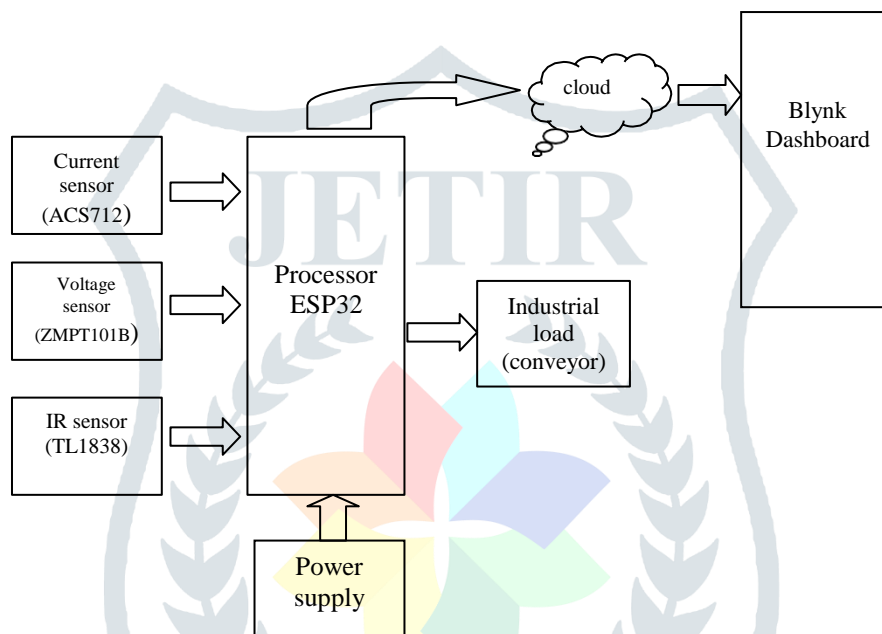 cloud
Blynk
Dashboard
Current
sensor
(ACS712)
JETIR
Voltage
sensor
(ZMPT101B)
Processor
ESP32
Industrial
load
(conveyor)
IR sensor
(TL1838)
Power
supply